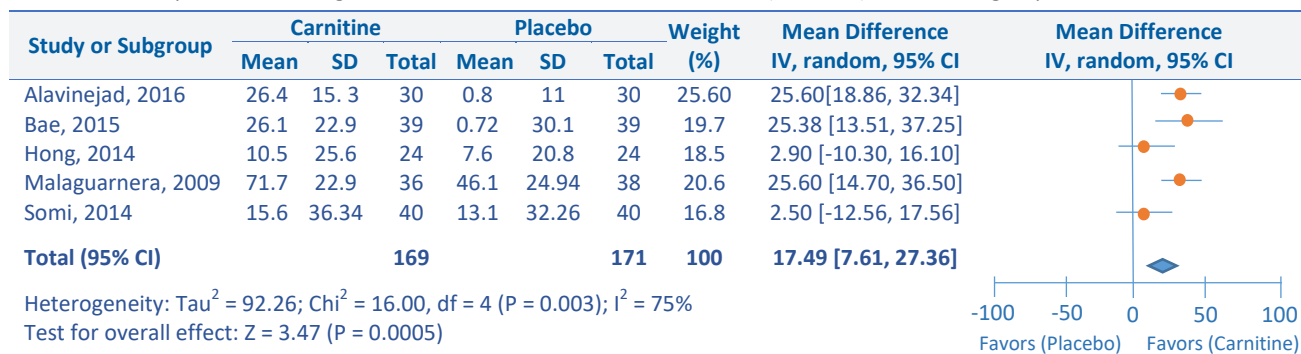 Study or Subgroup Carnitine Placebo Weight (%) Mean Difference IV, random, 95% CI Mean Difference IV, random, 95% CI
Mean SD Total Mean SD Total
Alavinejad, 2016 26.4 15. 3 30 0.8 11 30 25.60 25.60[18.86, 32.34]
Bae, 2015 26.1 22.9 39 0.72 30.1 39 19.7 25.38 [13.51, 37.25]
Hong, 2014 10.5 25.6 24 7.6 20.8 24 18.5 2.90 [-10.30, 16.10]
Malaguarnera, 2009 71.7 22.9 36 46.1 24.94 38 20.6 25.60 [14.70, 36.50]
Somi, 2014 15.6 36.34 40 13.1 32.26 40 16.8 2.50 [-12.56, 17.56]
Total (95% CI) 169 171 100 17.49 [7.61, 27.36]
Heterogeneity: Tau² = 92.26; Chi² = 16.00, df = 4 (P = 0.003); I² = 75%
Test for overall effect: Z = 3.47 (P = 0.0005)
-100 -50 0 50 100
Favors (Placebo) Favors (Carnitine)